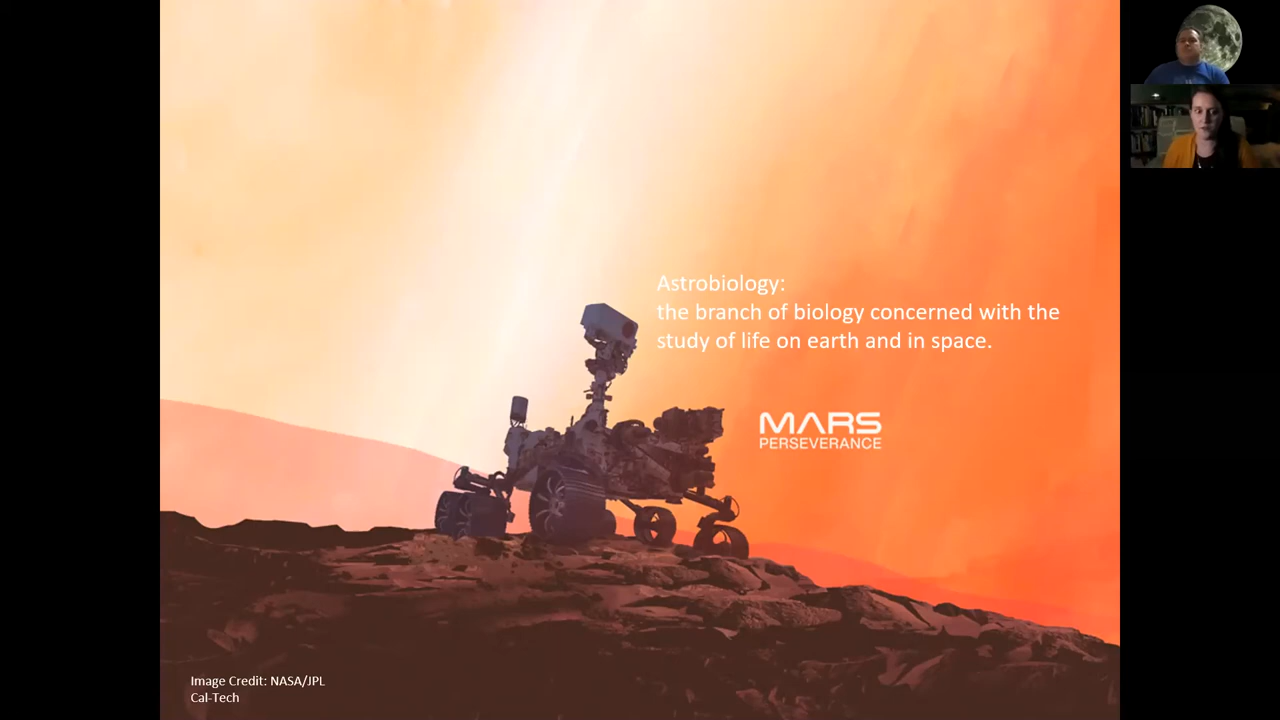 Astrobiology:
the branch of biology concerned with the
study of life on earth and in space.
MARS
PERSEVERANCE
Image Credit: NASA/JPL
Cal-Tech